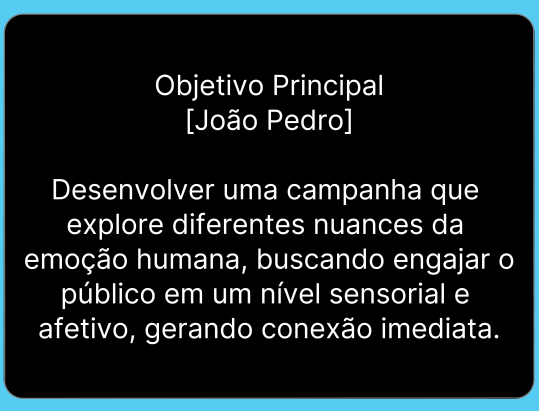 Objetivo Principal
[João Pedro]
Desenvolver uma campanha que
explore diferentes nuances da
emoção humana, buscando engajar o
público em um nível sensorial e
afetivo, gerando conexão imediata.